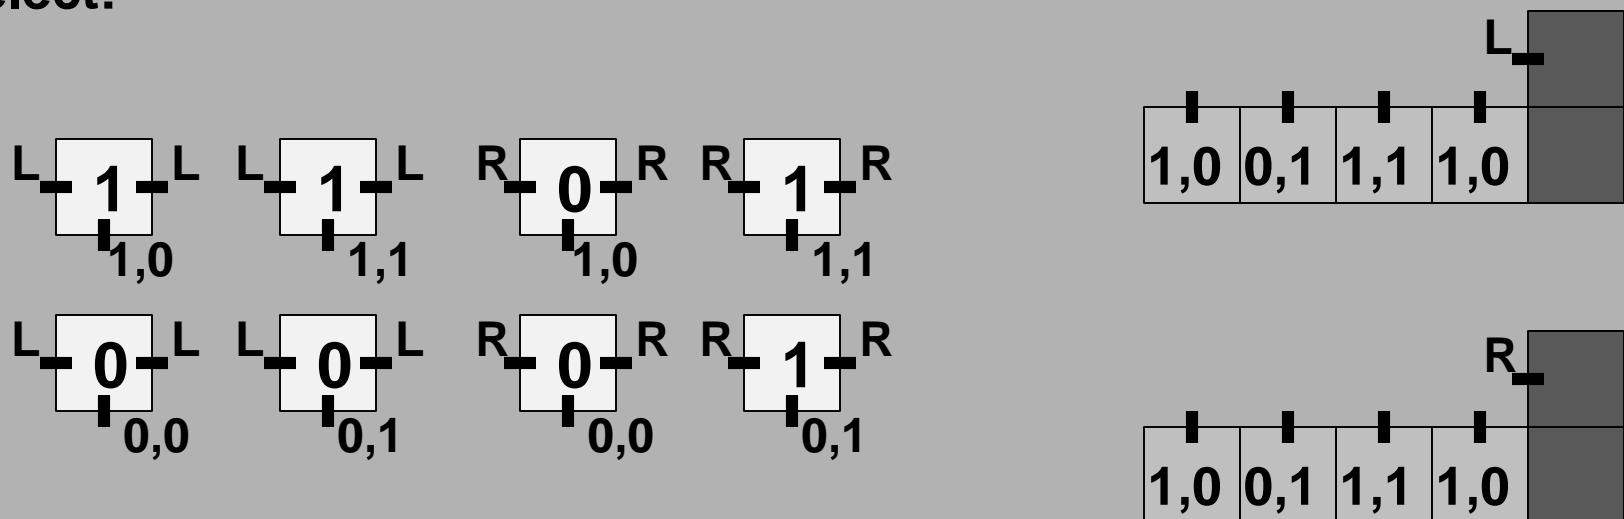 L
L 1 L L 1 L R 0 R R 1 R
1,0 1,1 1,0 1,1
1,0 0,1 1,1 1,0
L 0 L L 0 L R 0 R R 1 R
0,0 0,1 0,0 0,1
R
1,0 0,1 1,1 1,0